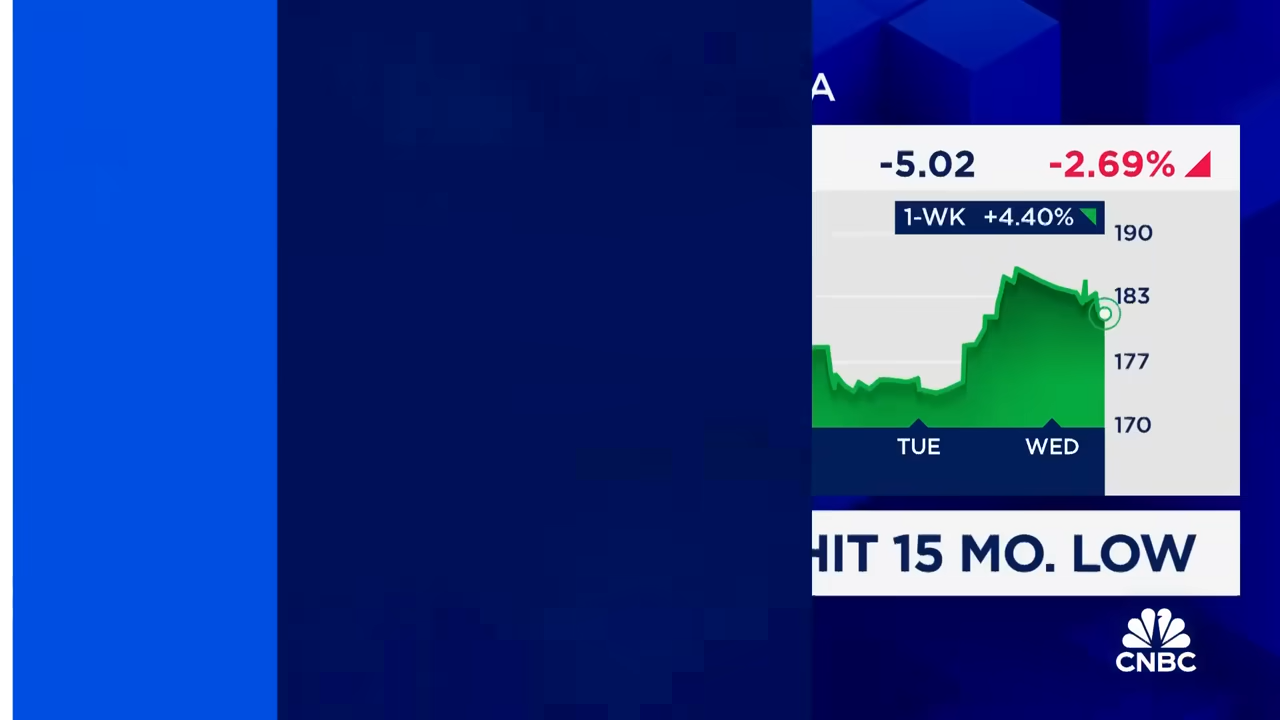 A
-5.02 -2.69%
1-WK +4.40%
190
183
177
170
TUE WED
HIT 15 MO. LOW
CNBC